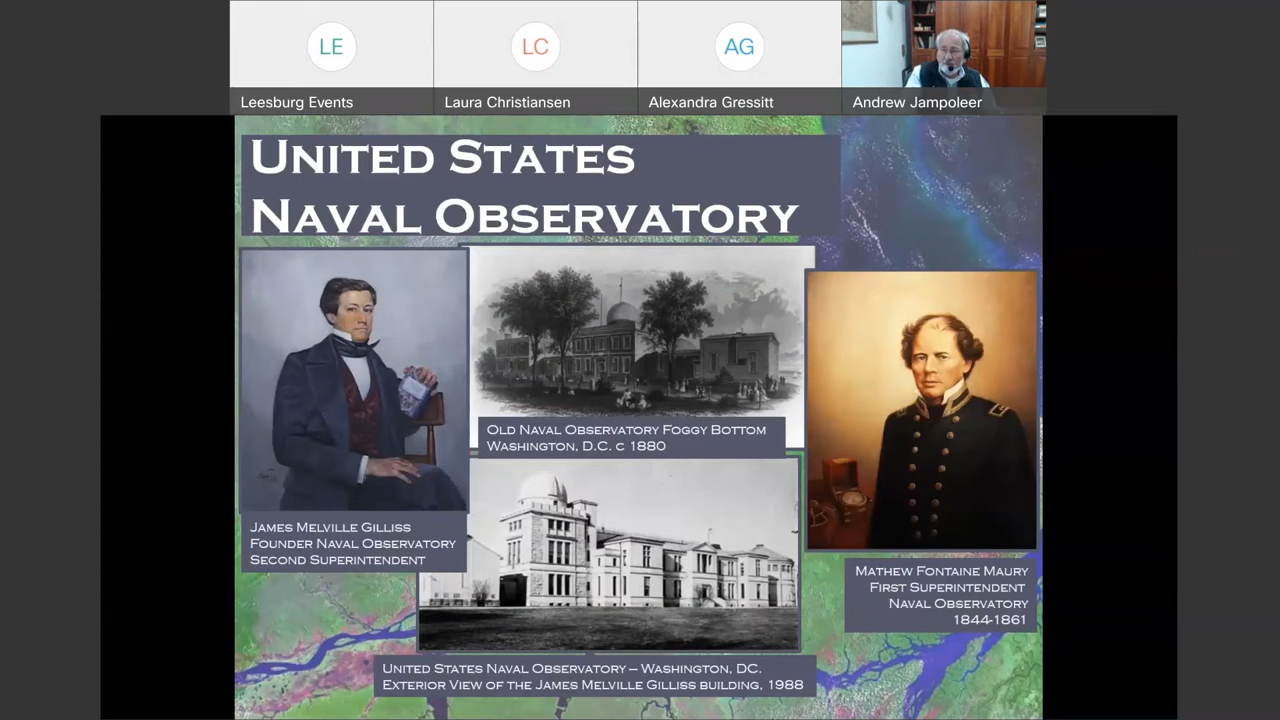 LE
LC
AG
Leesburg Events
Laura Christiansen
Alexandra Gressitt
Andrew Jampoleer
UNITED STATES
NAVAL OBSERVATORY
OLD NAVAL OBSERVATORY FOGGY BOTTOM
WASHINGTON, D.C. C 1880
JAMES MELVILLE GILLISS
FOUNDER NAVAL OBSERVATORY
SECOND SUPERINTENDENT
MATHEW FONTAINE MAURY
FIRST SUPERINTENDENT
NAVAL OBSERVATORY
1844-1861
UNITED STATES NAVAL OBSERVATORY – WASHINGTON, DC.
EXTERIOR VIEW OF THE JAMES MELVILLE GILLISS BUILDING, 1988